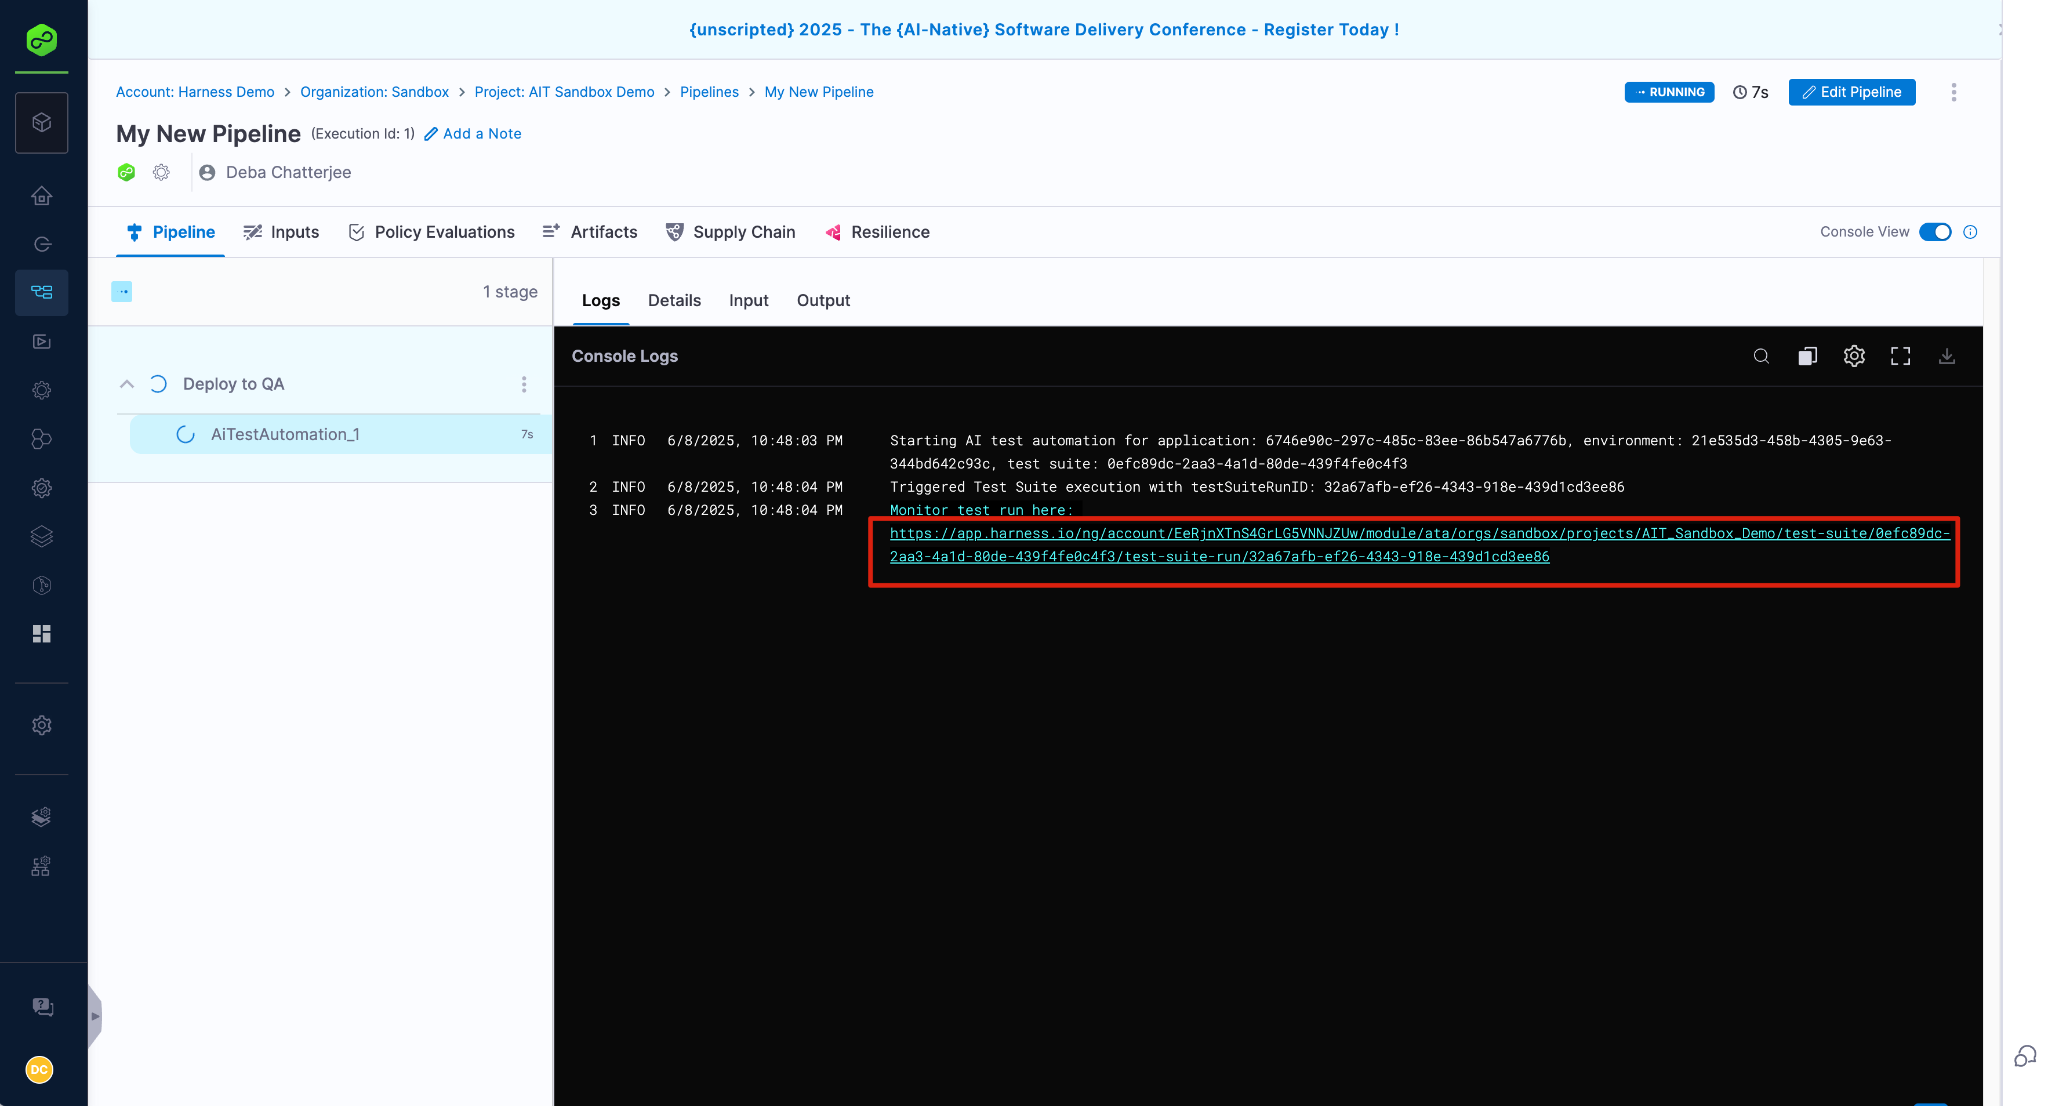 {unscripted} 2025 - The {AI-Native} Software Delivery Conference - Register Today !
Account: Harness Demo > Organization: Sandbox > Project: AIT Sandbox Demo > Pipelines > My New Pipeline
RUNNING 7s Edit Pipeline
My New Pipeline (Execution Id: 1) Add a Note
Deba Chatterjee
Pipeline Inputs Policy Evaluations Artifacts Supply Chain Resilience
Console View
1 stage
Deploy to QA
AiTestAutomation_1 7s
Logs Details Input Output
Console Logs
1 INFO 6/8/2025, 10:48:03 PM Starting AI test automation for application: 6746e90c-297c-485c-83ee-86b547a6776b, environment: 21e535d3-458b-4305-9e63-
344bd642c93c, test suite: 0efc89dc-2aa3-4a1d-80de-439f4fe0c4f3
2 INFO 6/8/2025, 10:48:04 PM Triggered Test Suite execution with testSuiteRunID: 32a67afb-ef26-4343-918e-439d1cd3ee86
3 INFO 6/8/2025, 10:48:04 PM Monitor test run here:
https://app.harness.io/ng/account/EeRjnXTnS4GrLG5VNNJZUw/module/ata/orgs/sandbox/projects/AIT_Sandbox_Demo/test-suite/0efc89dc-
2aa3-4a1d-80de-439f4fe0c4f3/test-suite-run/32a67afb-ef26-4343-918e-439d1cd3ee86
DC